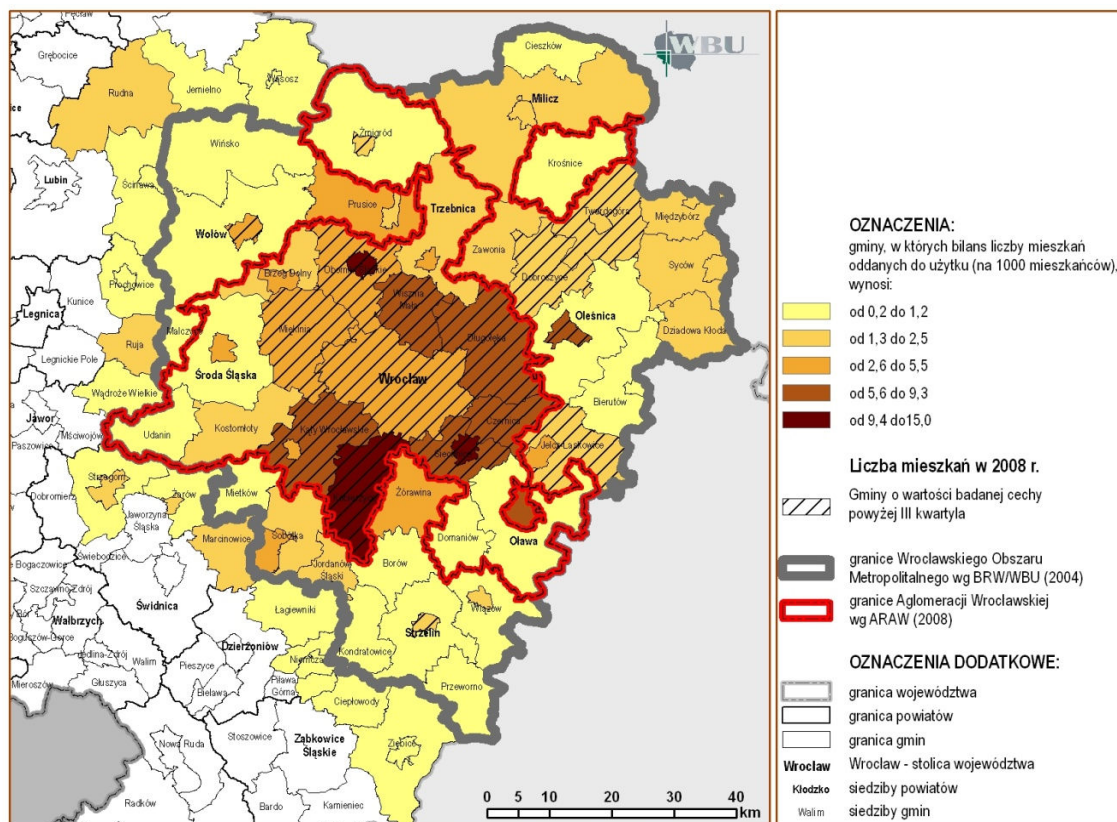 Pęcław
Grębocice
Rudna
Jemielno
Wąsosz
WBU
Cieszków
Milicz
Żmigród
Krośnice
Wińsko
Lubin
Ścinawa
Prusice
Trzebnica
Twardogóra
Międzybórz
Wołów
Zawonia
Syców
Oborniki Śląskie
Brzeg Dolny
Dobroszyce
Prochowice
Wisznia
Mała
Kunice
Oleśnica
Legnica
Dziadowa Kłoda
Malczyce
Miękinia
Długołęka
Ruja
Legnickie Pole
Środa Śląska
Wrocław
Wądroże Wielkie
Bierutów
Jawor
Mściwojów
Udanin
Kostomłoty
Kąty Wrocławskie
Czernica
Paszowice
Jelcz-Laskowice
Strzegom
Dobromierz
Żarów
Mietków
Żórawina
Jaworzyna
Śląska
Oława
Domaniów
Świebodzice
Marcinowice
Sobótka
Jordanów
Śląski
Borów
Szczawno-Zdrój
Świdnica
Wiązów
Łagiewniki
Strzelin
Wałbrzych
Boguszów-Gorce
Dzierżoniów
Jedlina-Zdrój
Walim
Niemcza
Kondratowice
Pieszyce
Piława
Górna
Mieroszów
Głuszyca
Bielawa
Przeworno
Ciepłowody
Nowa Ruda
Stoszowice
Ząbkowice
Śląskie
Ziębice
Radków
Bardo
Kamieniec
0 5 10 20 30 40
km
OZNACZENIA:
gminy, w których bilans liczby mieszkań
oddanych do użytku (na 1000 mieszkańców),
wynosi:
od 0,2 do 1,2
od 1,3 do 2,5
od 2,6 do 5,5
od 5,6 do 9,3
od 9,4 do15,0
Liczba mieszkań w 2008 r.
Gminy o wartości badanej cechy
powyżej III kwartyla
granice Wrocławskiego Obszaru
Metropolitalnego wg BRW/WBU (2004)
granice Aglomeracji Wrocławskiej
wg ARAW (2008)
OZNACZENIA DODATKOWE:
granica województwa
granica powiatów
granica gmin
Wrocław Wrocław - stolica województwa
Kłodzko siedziby powiatów
Walim siedziby gmin